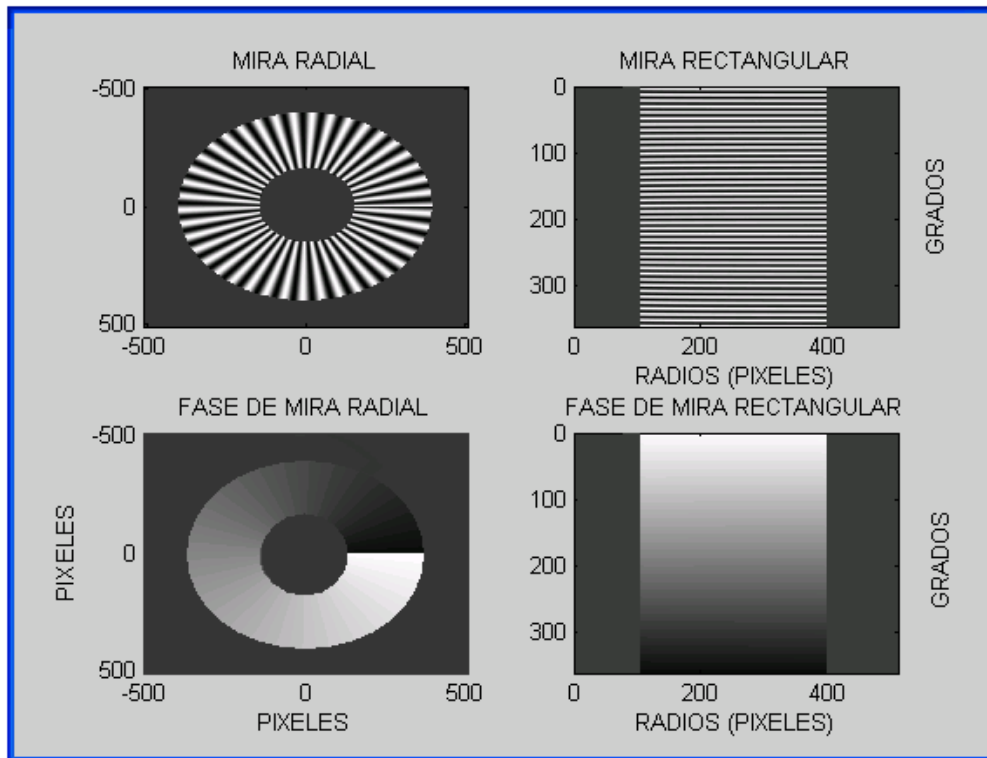 MIRA RADIAL
-500
0
500
-500
0
500
MIRA RECTANGULAR
0
100
200
300
0
200
400
RADIOS (PIXELES)
GRADOS
FASE DE MIRA RADIAL
-500
0
500
-500
0
500
PIXELES
PIXELES
FASE DE MIRA RECTANGULAR
0
100
200
300
0
200
400
RADIOS (PIXELES)
GRADOS